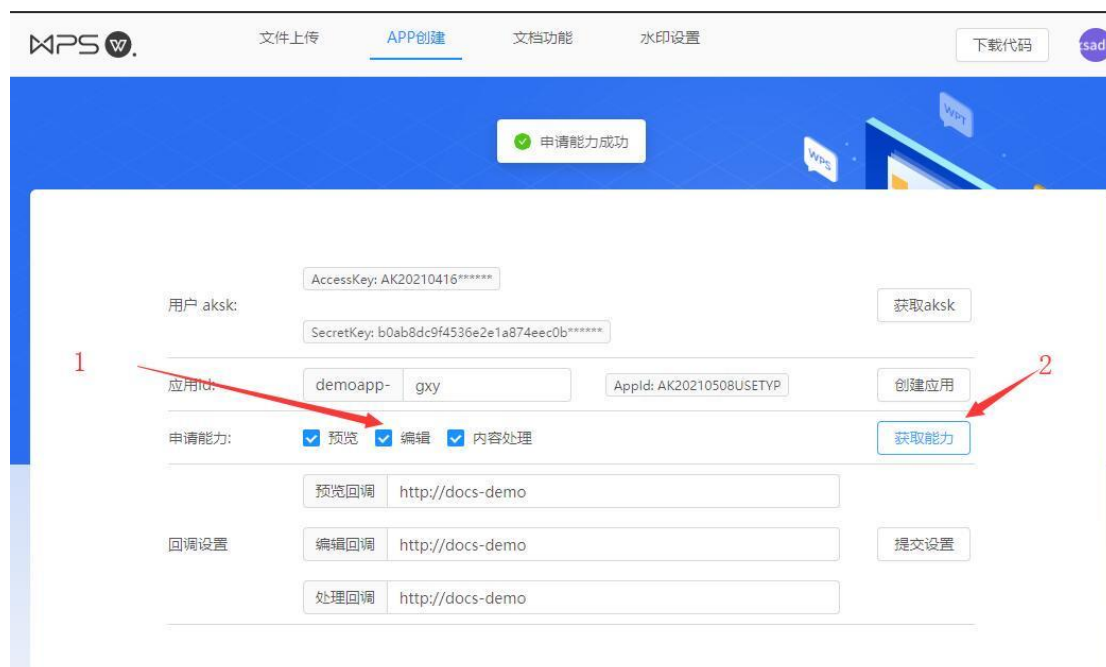 WPS W.
文件上传 APP创建 文档功能 水印设置 下载代码 sad
申请能力成功
WPT
WPS
AccessKey: AK20210416******
用户 aksk: 获取aksk
SecretKey: b0ab8dc9f4536e2e1a874eec0b******
1
2
应用id: demoapp- gxy AppId: AK20210508USETYP 创建应用
申请能力: 预览 编辑 内容处理 获取能力
预览回调 http://docs-demo
回调设置 编辑回调 http://docs-demo 提交设置
处理回调 http://docs-demo